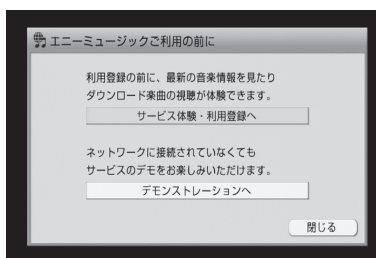 エニーミュージックご利用の前に
利用登録の前に、最新の音楽情報を見たり
ダウンロード楽曲の視聴が体験できます。
サービス体験・利用登録へ
ネットワークに接続されていなくても
サービスのデモをお楽しみいただけます。
デモンストレーションへ
閉じる